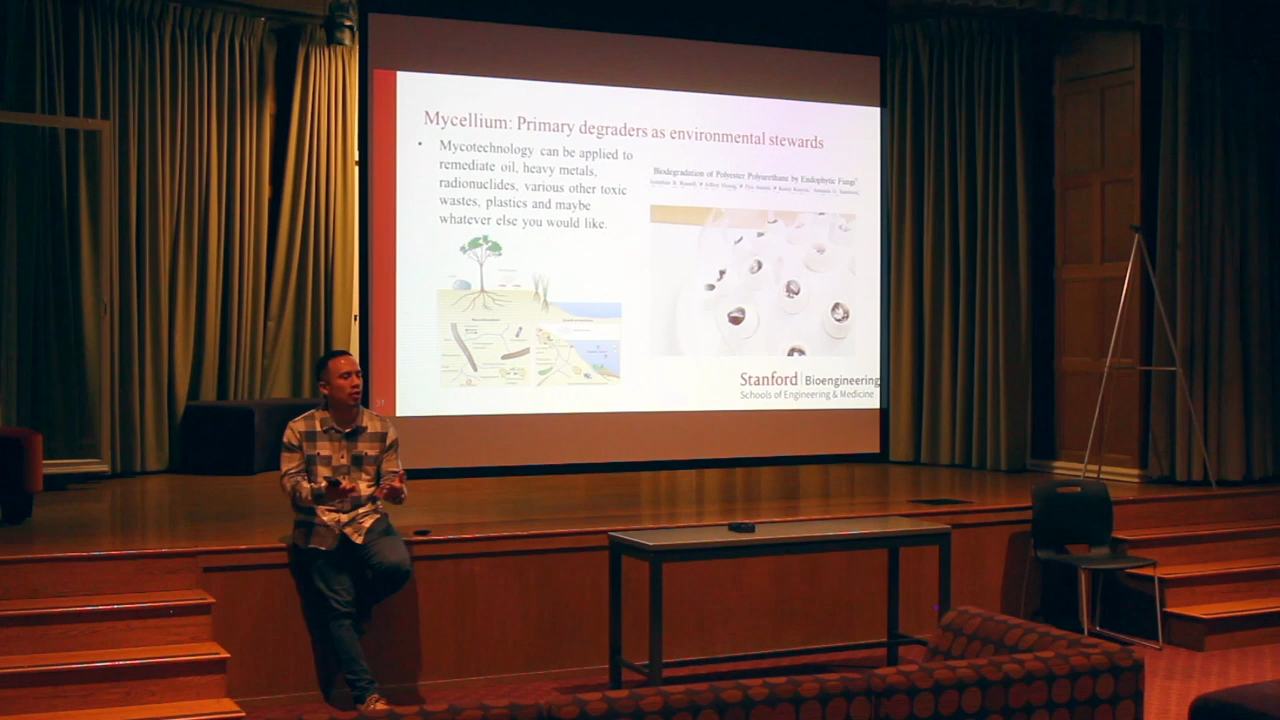 Mycellium: Primary degraders as environmental stewards
• Mycotechnology can be applied to
remediate oil, heavy metals,
radionuclides, various other toxic
wastes, plastics and maybe
whatever else you would like.
Biodegradation of Polyester Polyurethane by Endophytic Fungi
Stanford | Bioengineering
Schools of Engineering & Medicine
31